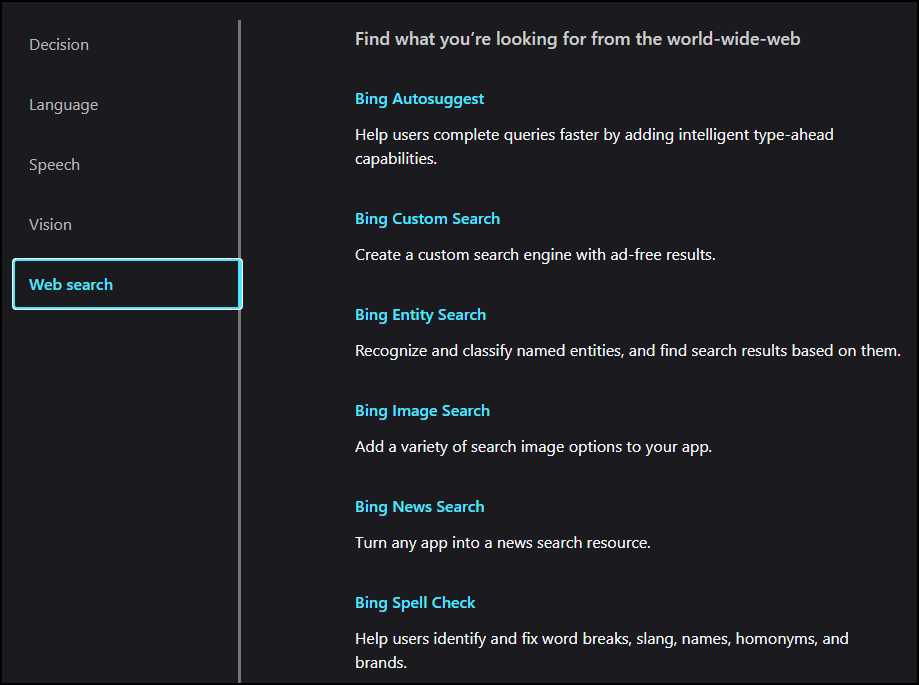 Decision
Language
Speech
Vision
Web search
Find what you’re looking for from the world-wide-web
Bing Autosuggest
Help users complete queries faster by adding intelligent type-ahead
capabilities.
Bing Custom Search
Create a custom search engine with ad-free results.
Bing Entity Search
Recognize and classify named entities, and find search results based on them.
Bing Image Search
Add a variety of search image options to your app.
Bing News Search
Turn any app into a news search resource.
Bing Spell Check
Help users identify and fix word breaks, slang, names, homonyms, and
brands.